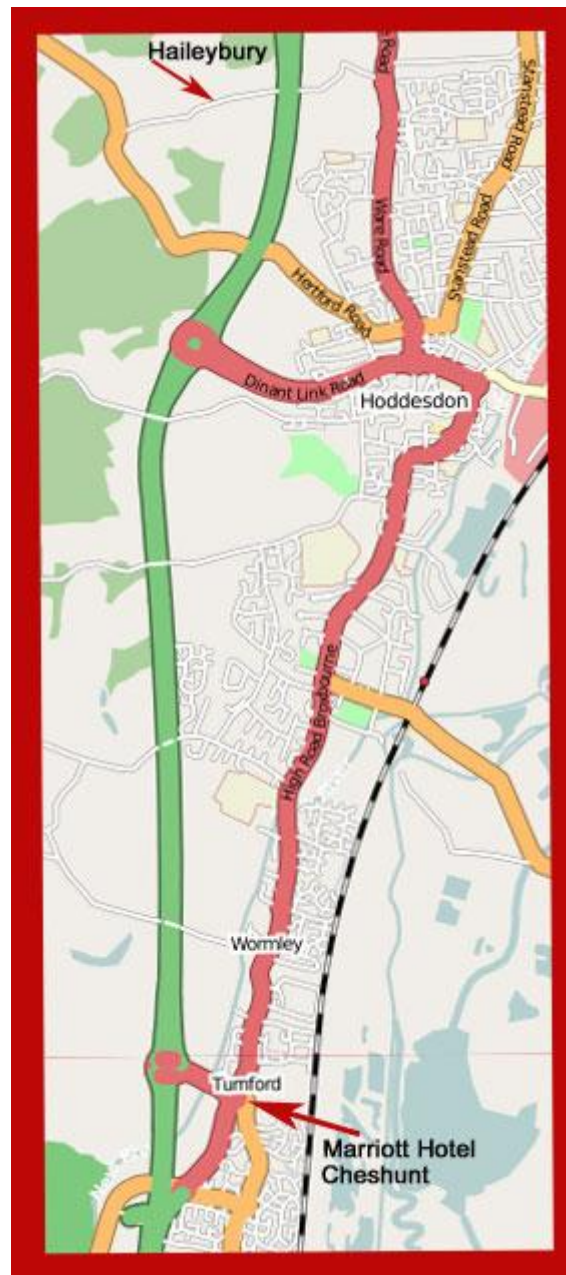 Haileybury
Road
Stanstead Road
Ware Road
Stanstead Road
Hertford Road
Dinant Link Road
Hoddesdon
High Road Broxbourne
Wormley
Turnford
Marriott Hotel
Cheshunt